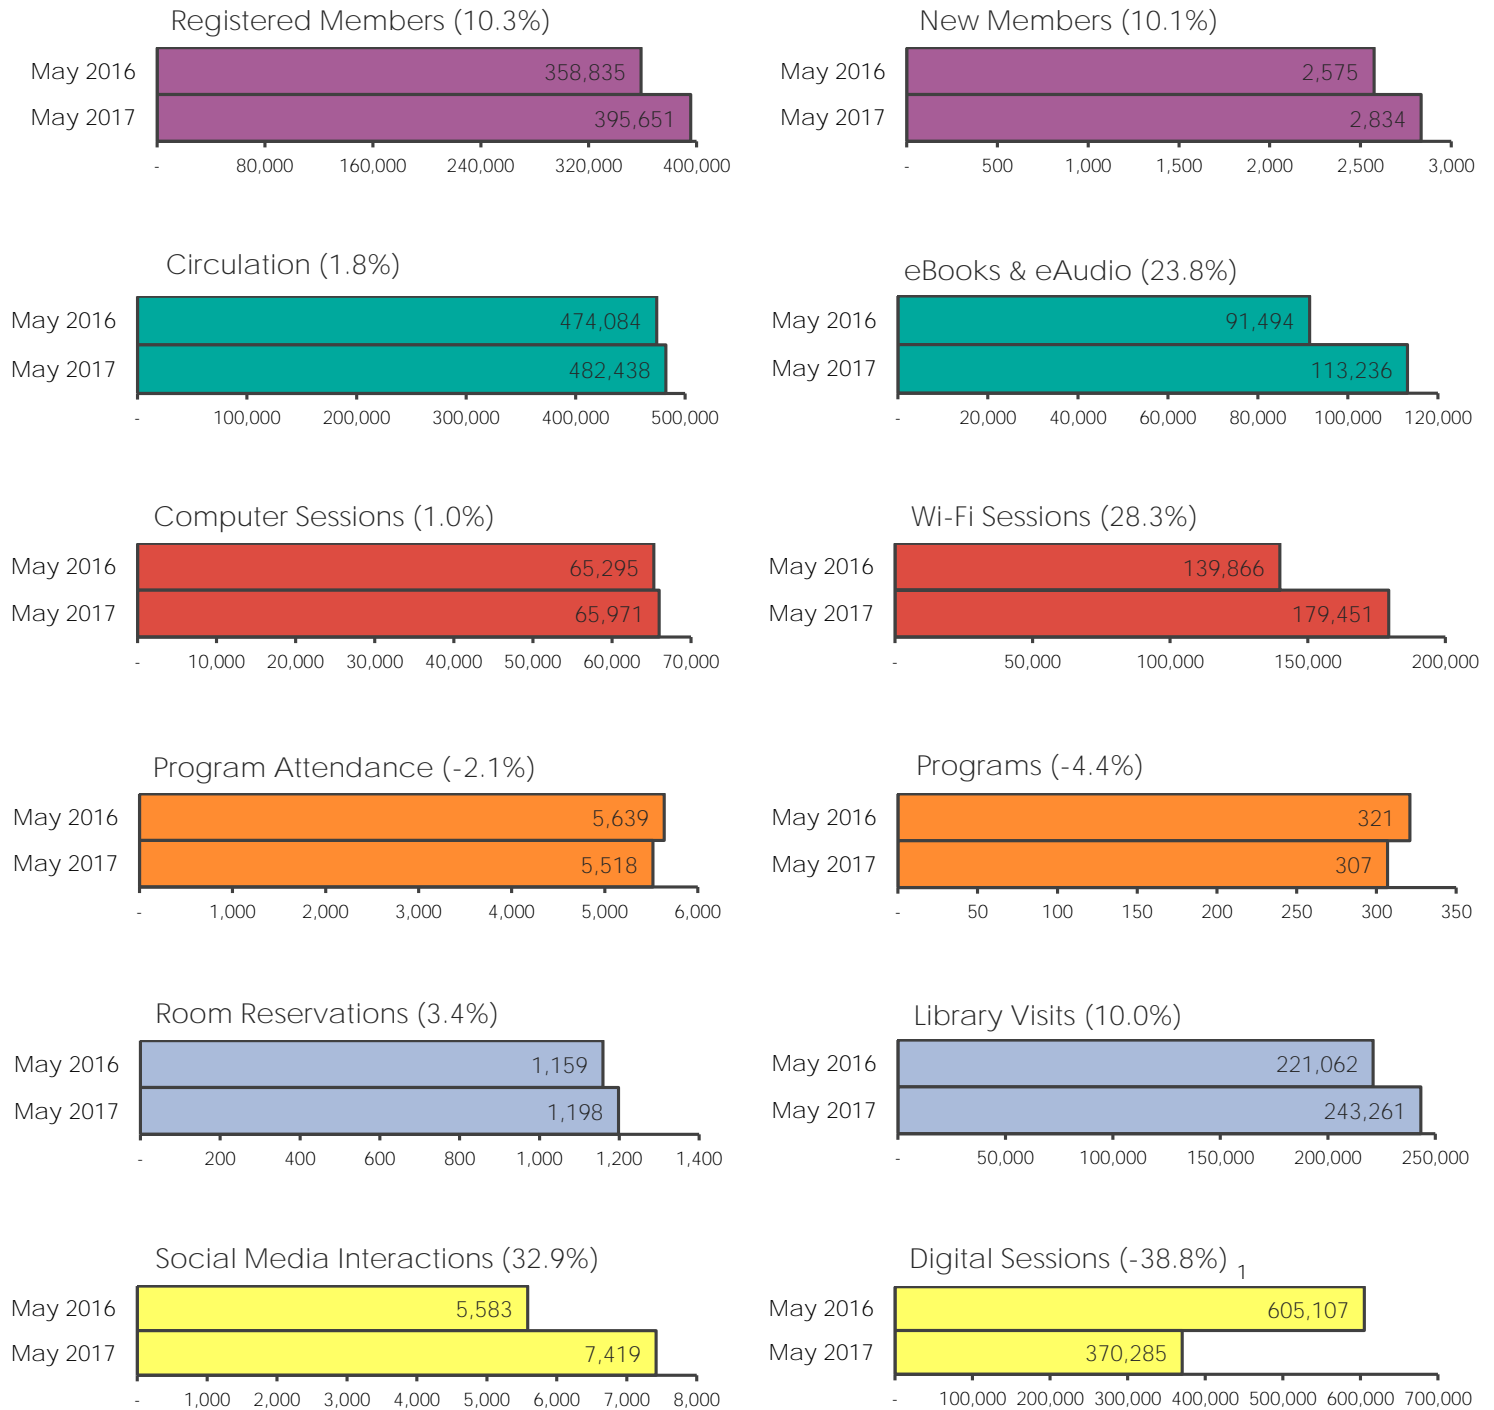 Registered Members (10.3%)
May 2016
358,835
May 2017
395,651
- 80,000 160,000 240,000 320,000 400,000
New Members (10.1%)
May 2016
2,575
May 2017
2,834
- 500 1,000 1,500 2,000 2,500 3,000
Circulation (1.8%)
May 2016
474,084
May 2017
482,438
- 100,000 200,000 300,000 400,000 500,000
eBooks & eAudio (23.8%)
May 2016
91,494
May 2017
113,236
- 20,000 40,000 60,000 80,000 100,000 120,000
Computer Sessions (1.0%)
May 2016
65,295
May 2017
65,971
- 10,000 20,000 30,000 40,000 50,000 60,000 70,000
Wi-Fi Sessions (28.3%)
May 2016
139,866
May 2017
179,451
- 50,000 100,000 150,000 200,000
Program Attendance (-2.1%)
May 2016
5,639
May 2017
5,518
- 1,000 2,000 3,000 4,000 5,000 6,000
Programs (-4.4%)
May 2016
321
May 2017
307
- 50 100 150 200 250 300 350
Room Reservations (3.4%)
May 2016
1,159
May 2017
1,198
- 200 400 600 800 1,000 1,200 1,400
Library Visits (10.0%)
May 2016
221,062
May 2017
243,261
- 50,000 100,000 150,000 200,000 250,000
Social Media Interactions (32.9%)
May 2016
5,583
May 2017
7,419
- 1,000 2,000 3,000 4,000 5,000 6,000 7,000 8,000
Digital Sessions (-38.8%) 1
May 2016
605,107
May 2017
370,285
- 100,000 200,000 300,000 400,000 500,000 600,000 700,000